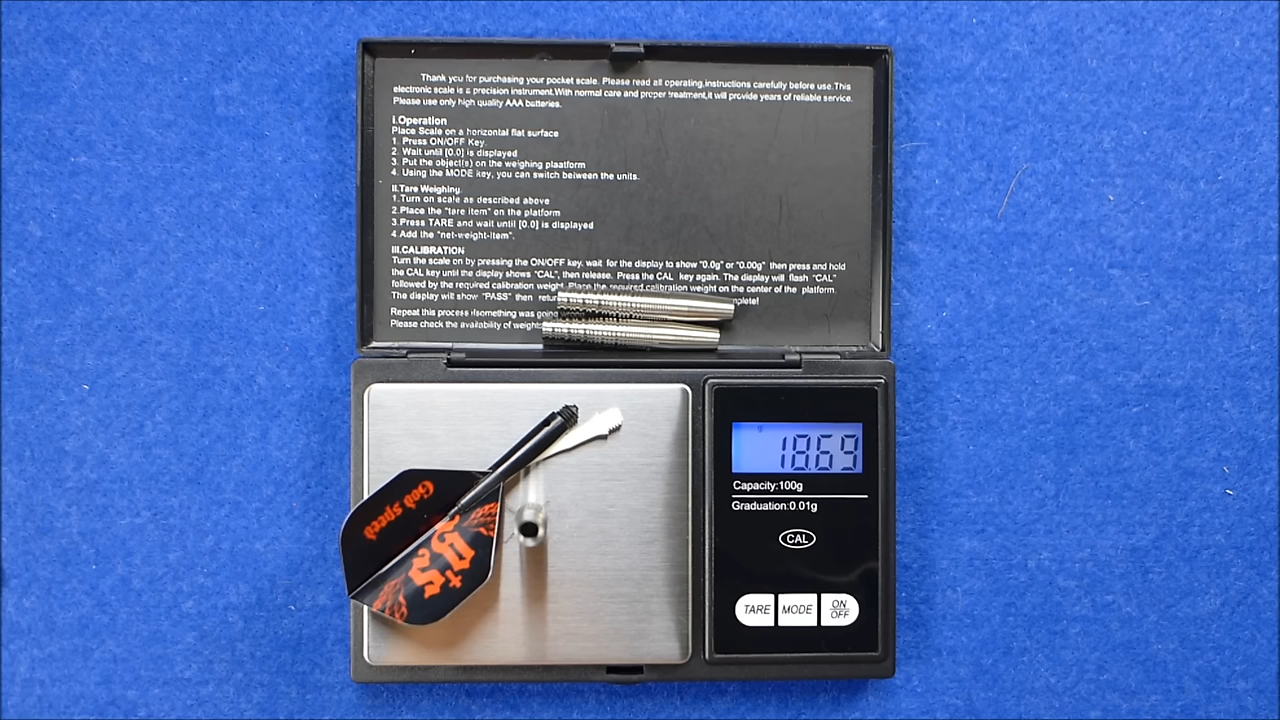 Thank you for purchasing your pocket scale. Please read all operating,instructions carefully before use.This
electronic scale is a precision instrument.With normal care and proper treatment,it will provide years of reliable service.
Please use only high quality AAA batteries.
I.Operation
Place Scale on a horizontal flat surface
1. Press ON/OFF Key.
2. Wait until [0.0] is displayed
3. Put the object(s) on the weighing plaatform
4. Using the MODE key, you can switch between the units.
II.Tare Weighing
1.Turn on scale as described above
2.Place the "tare item" on the platform
3.Press TARE and wait until [0.0] is displayed
4.Add the "net-weight-item".
III.CALIBRATION
Turn the scale on by pressing the ON/OFF key. wait for the display to show "0.0g" or "0.00g" then press and hold
the CAL key until the display shows "CAL", then release. Press the CAL key again. The display will flash "CAL"
followed by the required calibration weight. Place the required calibration weight on the center of the platform.
The display will show "PASS" then
Repeat this process if something was going
Please check the availability of weights
g
18.69
Capacity:100g
Graduation:0.01g
CAL
TARE MODE ON/OFF
God speed